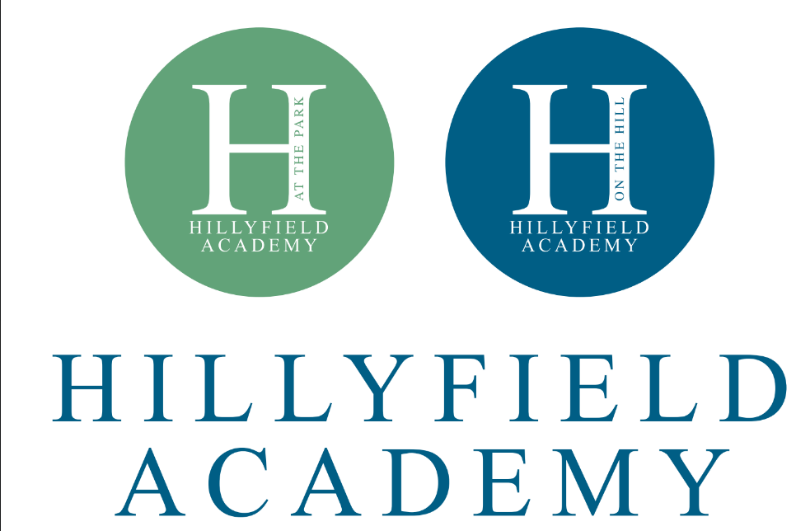 H
AT THE PARK
HILLYFIELD
ACADEMY
H
ON THE HILL
HILLYFIELD
ACADEMY
HILLYFIELD
ACADEMY